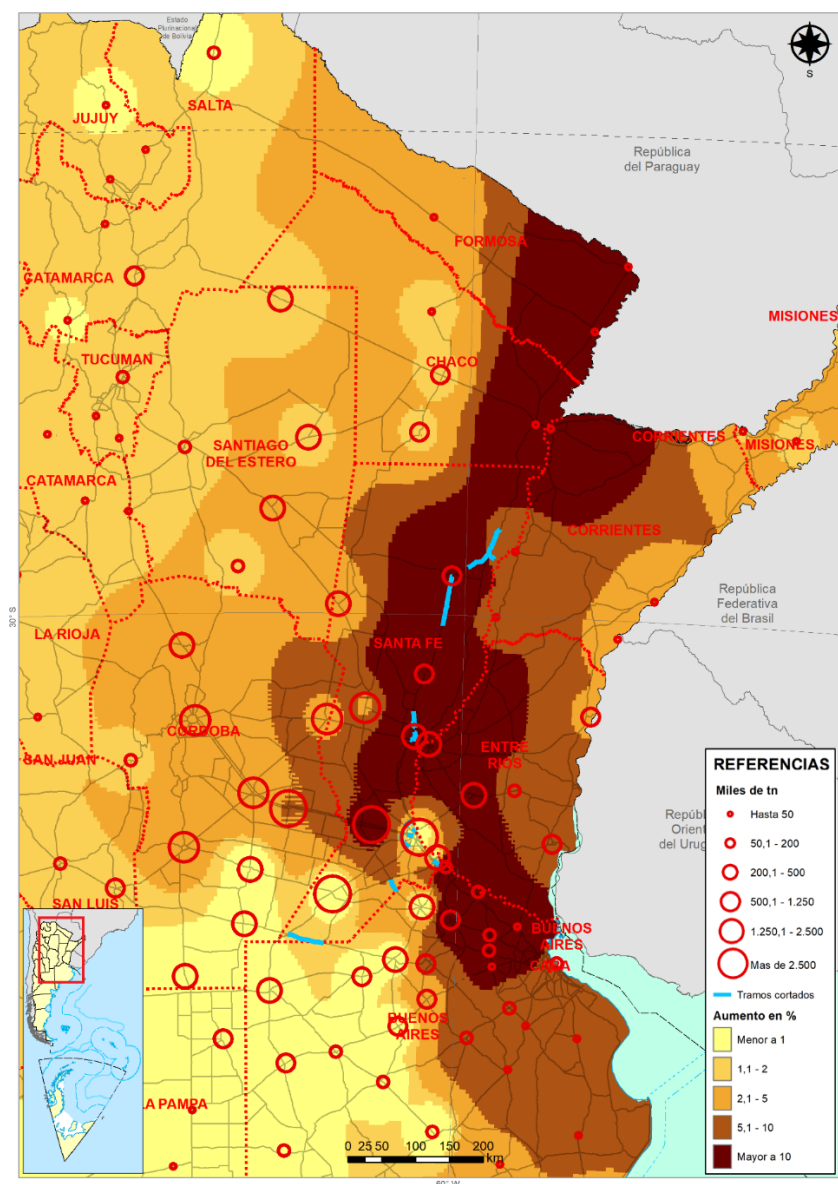 Estado
Plurinacional
de Bolivia
S
JUJUY
SALTA
República
del Paraguay
FORMOSA
CATAMARCA
MISIONES
TUCUMAN
CHACO
SANTIAGO
DEL ESTERO
CORRIENTES
MISIONES
CATAMARCA
CORRIENTES
República
Federativa
del Brasil
30° S
LA RIOJA
SANTA FE
CORDOBA
SAN JUAN
ENTRE
RIOS
SAN LUIS
BUENOS
AIRES
CABA
BUENOS
AIRES
LA PAMPA
0 25 50 100 150 200
km
60° W
REFERENCIAS
Miles de tn
Hasta 50
50,1 - 200
200,1 - 500
500,1 - 1.250
1.250,1 - 2.500
Mas de 2.500
Tramos cortados
Aumento en %
Menor a 1
1,1 - 2
2,1 - 5
5,1 - 10
Mayor a 10